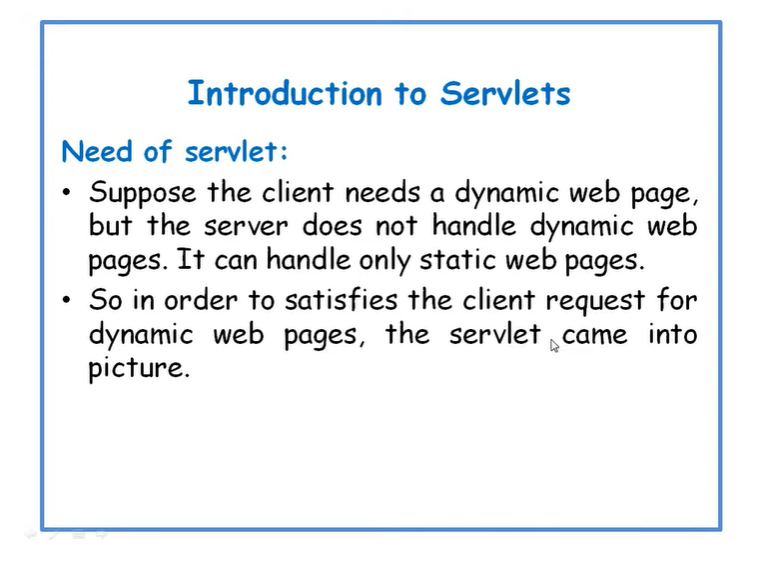 Introduction to Servlets
Need of servlet:
• Suppose the client needs a dynamic web page,
but the server does not handle dynamic web
pages. It can handle only static web pages.
• So in order to satisfies the client request for
dynamic web pages, the servlet came into
picture.